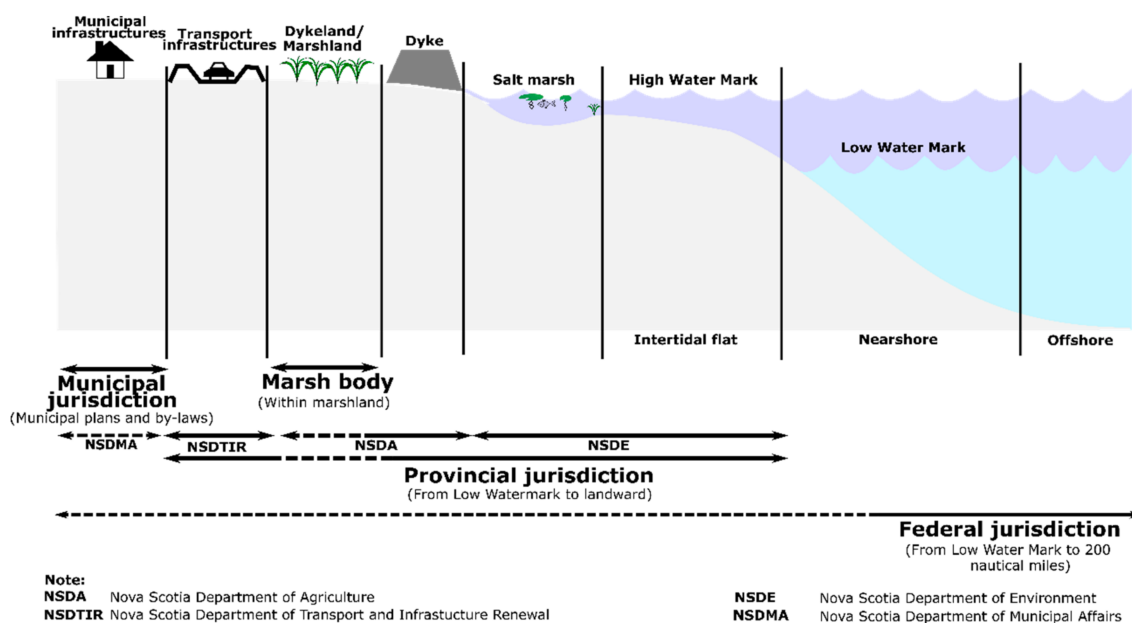 Municipal
infrastructures
Transport
infrastructures
Dykeland/
Marshland
Dyke
Salt marsh
High Water Mark
Low Water Mark
Intertidal flat
Nearshore
Offshore
Municipal
jurisdiction
(Municipal plans and by-laws)
Marsh body
(Within marshland)
NSDMA
NSDTIR
NSDA
NSDE
Provincial jurisdiction
(From Low Watermark to landward)
Federal jurisdiction
(From Low Water Mark to 200
nautical miles)
Note:
NSDA Nova Scotia Department of Agriculture
NSDTIR Nova Scotia Department of Transport and Infrastucture Renewal
NSDE Nova Scotia Department of Environment
NSDMA Nova Scotia Department of Municipal Affairs